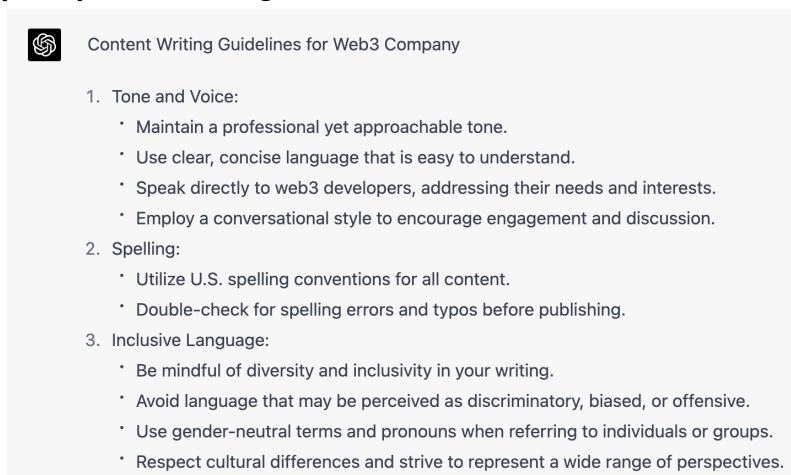 Content Writing Guidelines for Web3 Company
1. Tone and Voice:
• Maintain a professional yet approachable tone.
• Use clear, concise language that is easy to understand.
• Speak directly to web3 developers, addressing their needs and interests.
• Employ a conversational style to encourage engagement and discussion.
2. Spelling:
• Utilize U.S. spelling conventions for all content.
• Double-check for spelling errors and typos before publishing.
3. Inclusive Language:
• Be mindful of diversity and inclusivity in your writing.
• Avoid language that may be perceived as discriminatory, biased, or offensive.
• Use gender-neutral terms and pronouns when referring to individuals or groups.
• Respect cultural differences and strive to represent a wide range of perspectives.